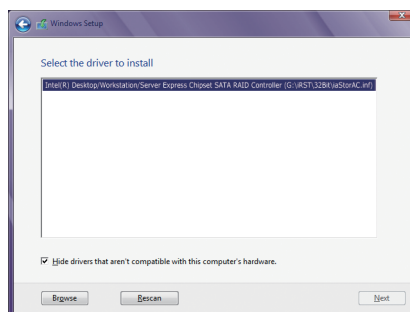 Windows Setup
Select the driver to install
Intel(R) Desktop/Workstation/Server Express Chipset SATA RAID Controller (G:\iRST\32Bit\iaStorAC.inf)
Hide drivers that aren't compatible with this computer's hardware.
Browse
Rescan
Next